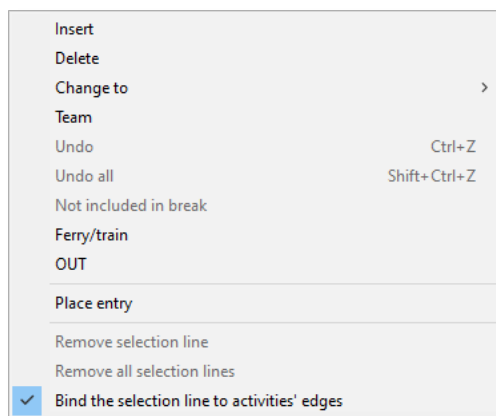 Insert
Delete
Change to
Team
Undo Ctrl+Z
Undo all Shift+Ctrl+Z
Not included in break
Ferry/train
OUT
Place entry
Remove selection line
Remove all selection lines
Bind the selection line to activities' edges